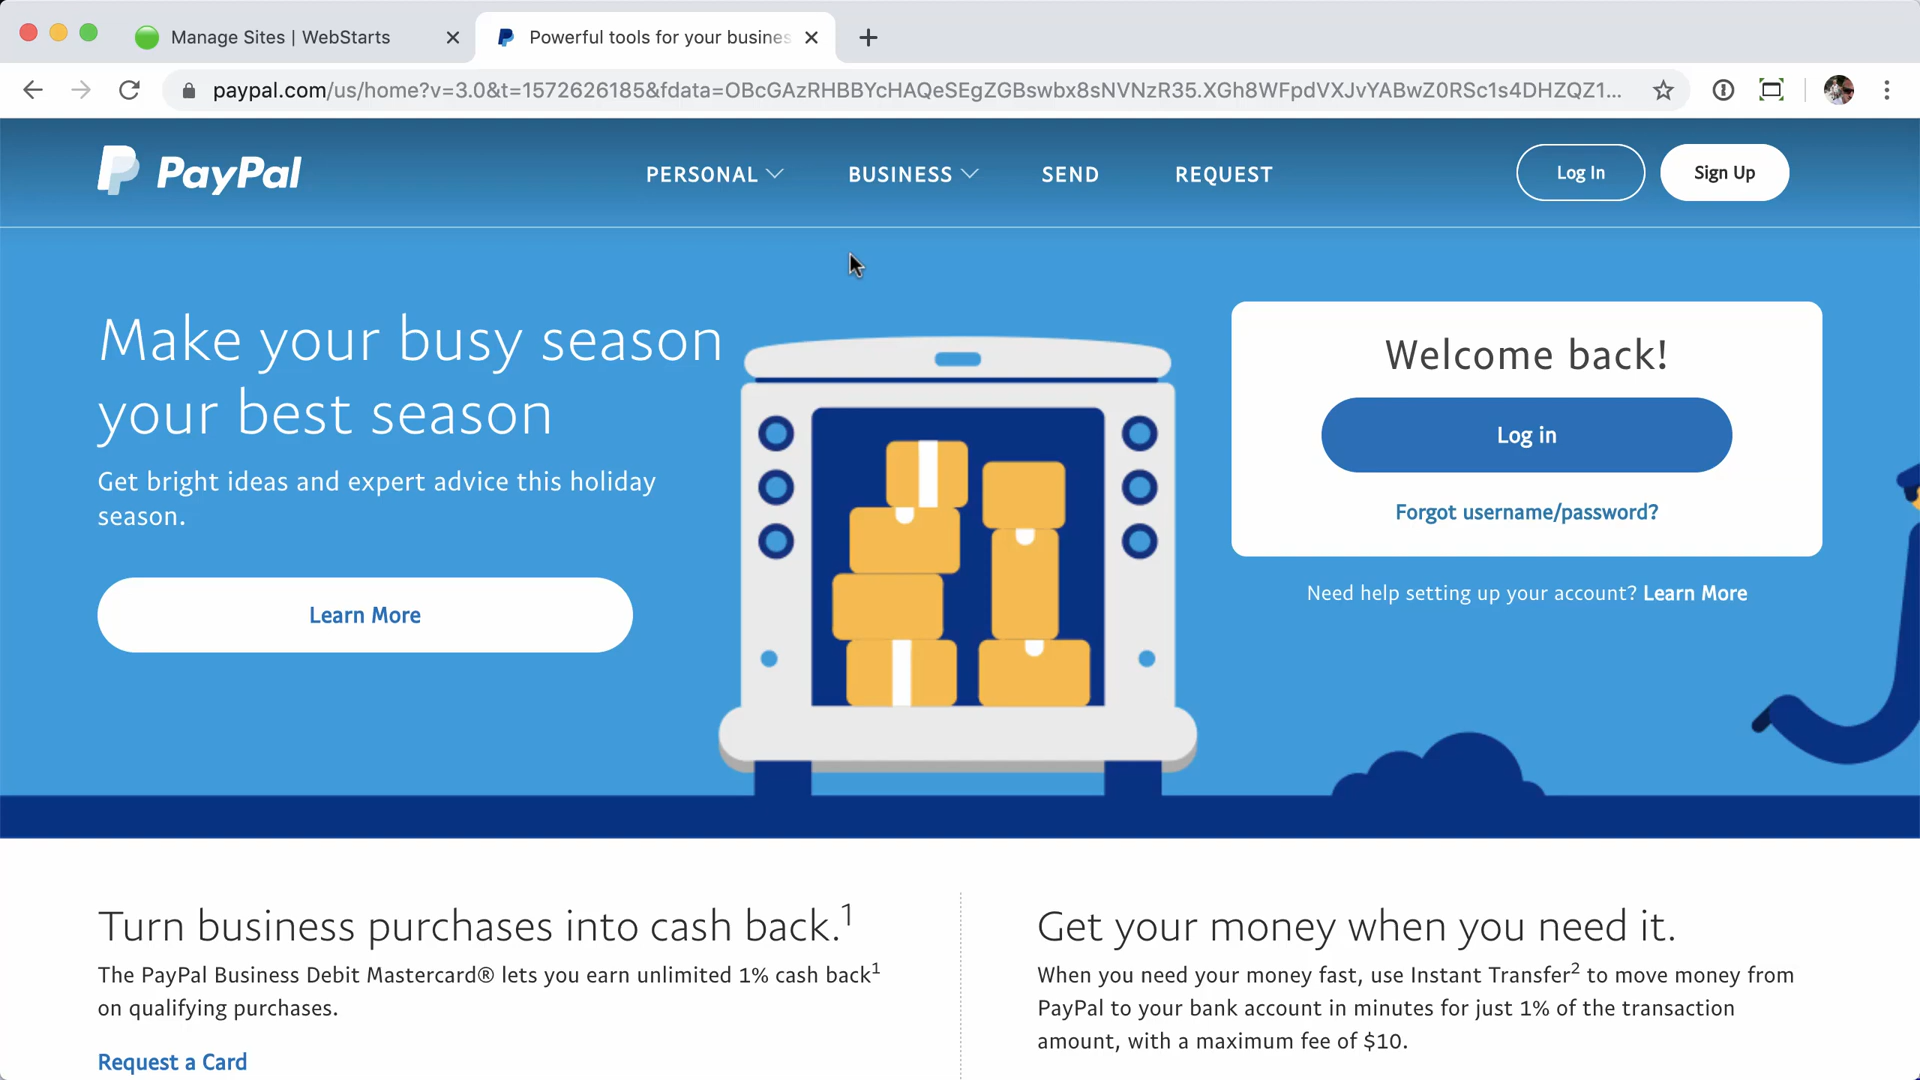 Manage Sites | WebStarts
Powerful tools for your busines
paypal.com/us/home?v=3.0&t=1572626185&fdata=OBcGAzRHBBYcHAQeSEgZGBswbx8sNVNzR35.XGh8WFpdVXJvYABwZ0RSc1s4DHZQZ1...
PayPal
PERSONAL
BUSINESS
SEND
REQUEST
Log In
Sign Up
Make your busy season
your best season
Get bright ideas and expert advice this holiday
season.
Learn More
Welcome back!
Log in
Forgot username/password?
Need help setting up your account? Learn More
Turn business purchases into cash back.1
The PayPal Business Debit Mastercard® lets you earn unlimited 1% cash back1
on qualifying purchases.
Request a Card
Get your money when you need it.
When you need your money fast, use Instant Transfer2 to move money from
PayPal to your bank account in minutes for just 1% of the transaction
amount, with a maximum fee of $10.